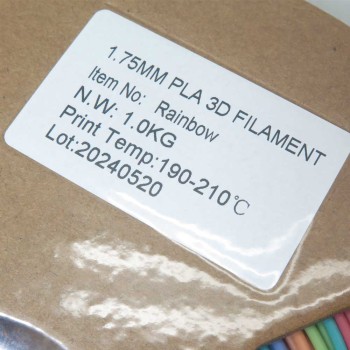 1.75MM PLA 3D FILAMENT
Item No: Rainbow
N.W: 1.0KG
Print Temp:190-210℃
Lot:20240520